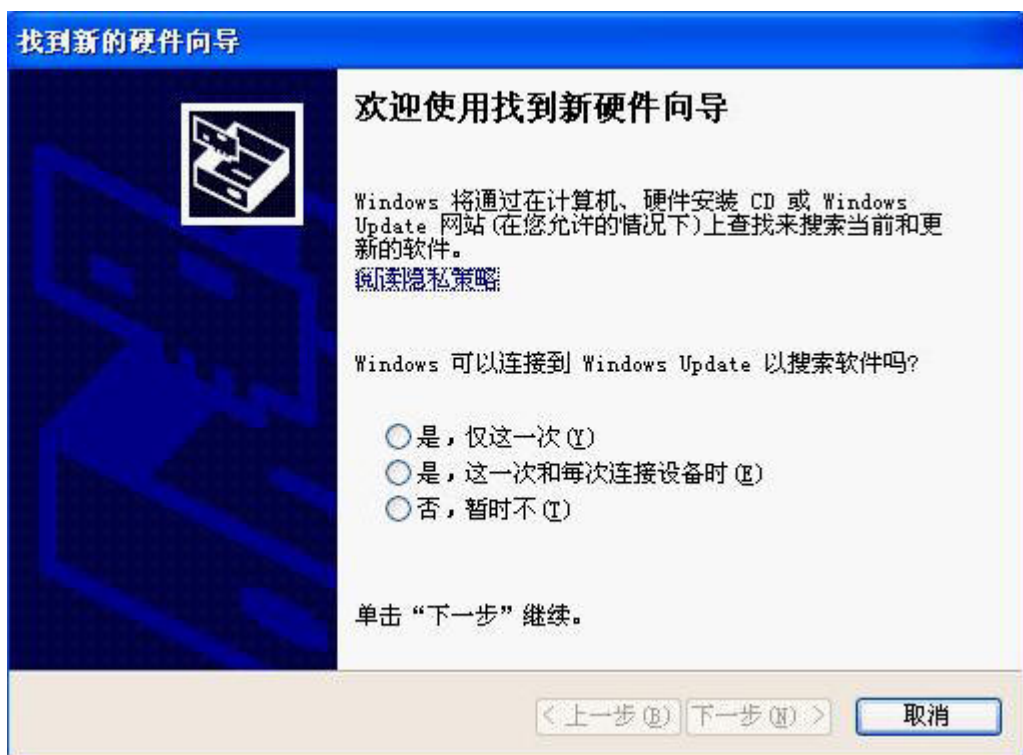 找到新的硬件向导
欢迎使用找到新硬件向导
Windows 将通过在计算机、硬件安装 CD 或 Windows
Update 网站(在您允许的情况下)上查找来搜索当前和更
新的软件。
阅读隐私策略
Windows 可以连接到 Windows Update 以搜索软件吗?
是，仅这一次(Y)
是，这一次和每次连接设备时(E)
否，暂时不(T)
单击“下一步”继续。
< 上一步(B) 下一步(N) > 取消